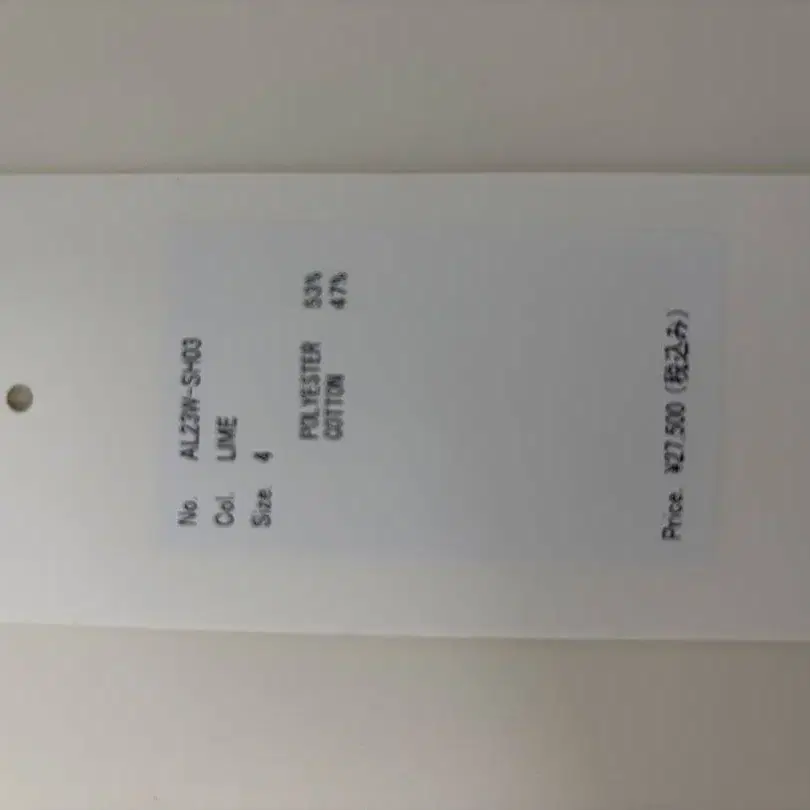 No. AL23W-SH03
Col. LIME
Size. 4
POLYESTER 53%
COTTON 47%
Price. ¥27,500 (税込み)